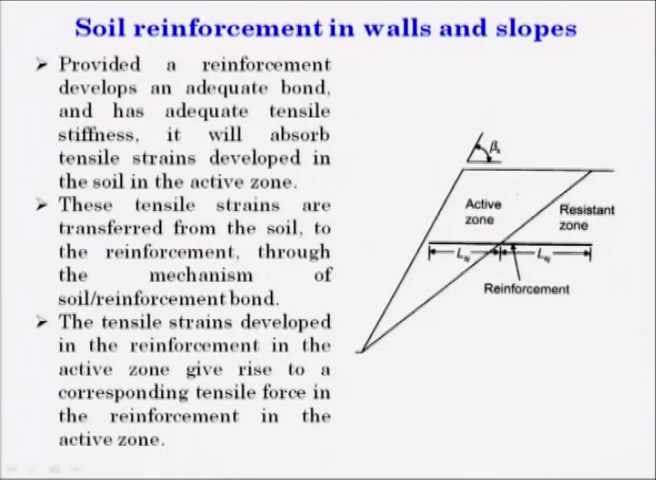 Soil reinforcement in walls and slopes
➢ Provided a reinforcement
develops an adequate bond,
and has adequate tensile
stiffness, it will absorb
tensile strains developed in
the soil in the active zone.
➢ These tensile strains are
transferred from the soil, to
the reinforcement, through
the mechanism of
soil/reinforcement bond.
➢ The tensile strains developed
in the reinforcement in the
active zone give rise to a
corresponding tensile force in
the reinforcement in the
active zone.
Active
zone
Resistant
zone
Reinforcement